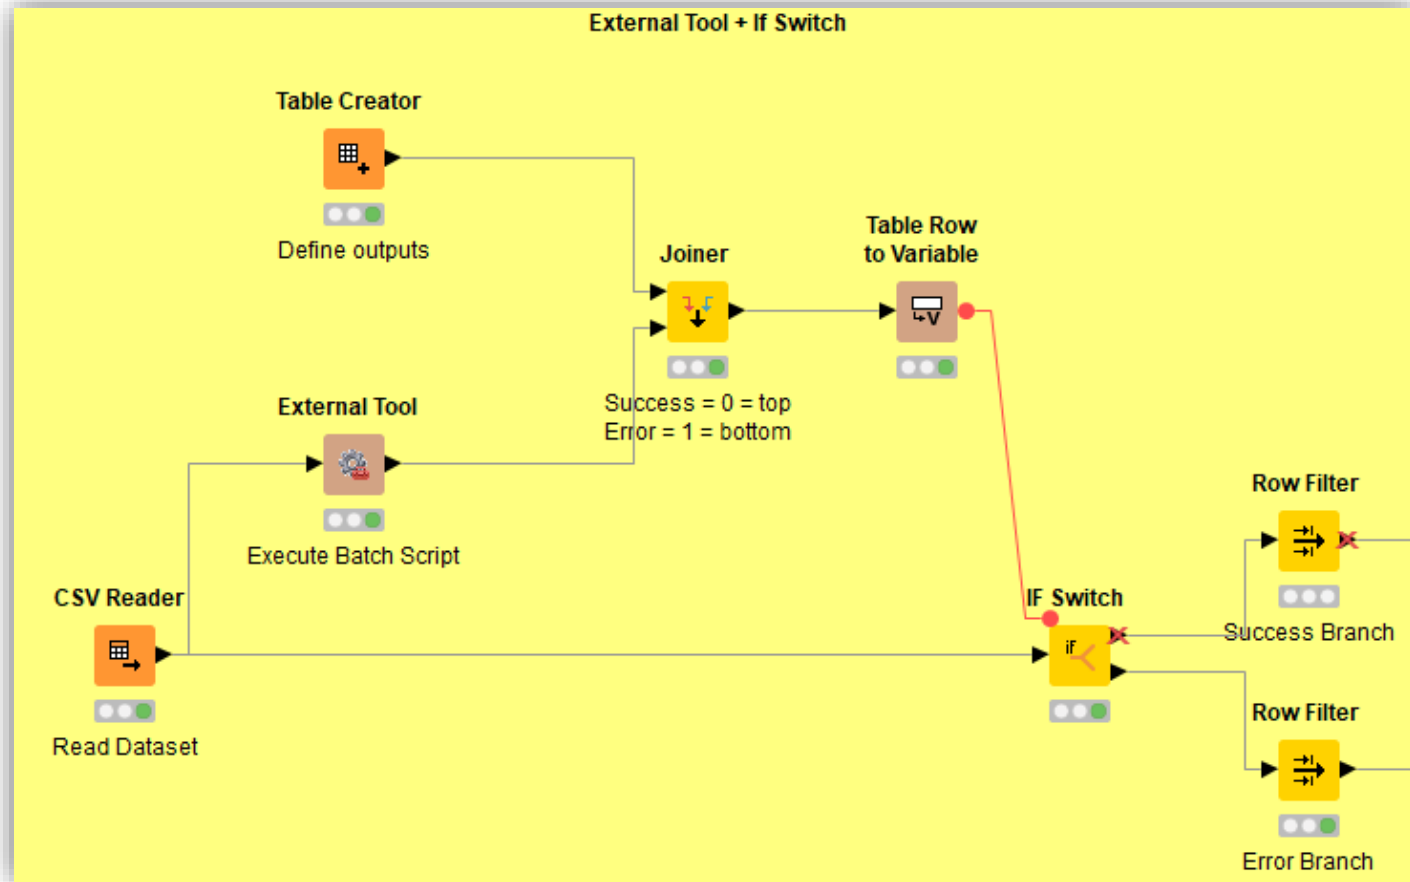 External Tool + If Switch
Table Creator
Define outputs
Table Row
to Variable
V
Joiner
Success = 0 = top
Error = 1 = bottom
External Tool
Execute Batch Script
CSV Reader
Read Dataset
IF Switch
if
Row Filter
Success Branch
Row Filter
Error Branch